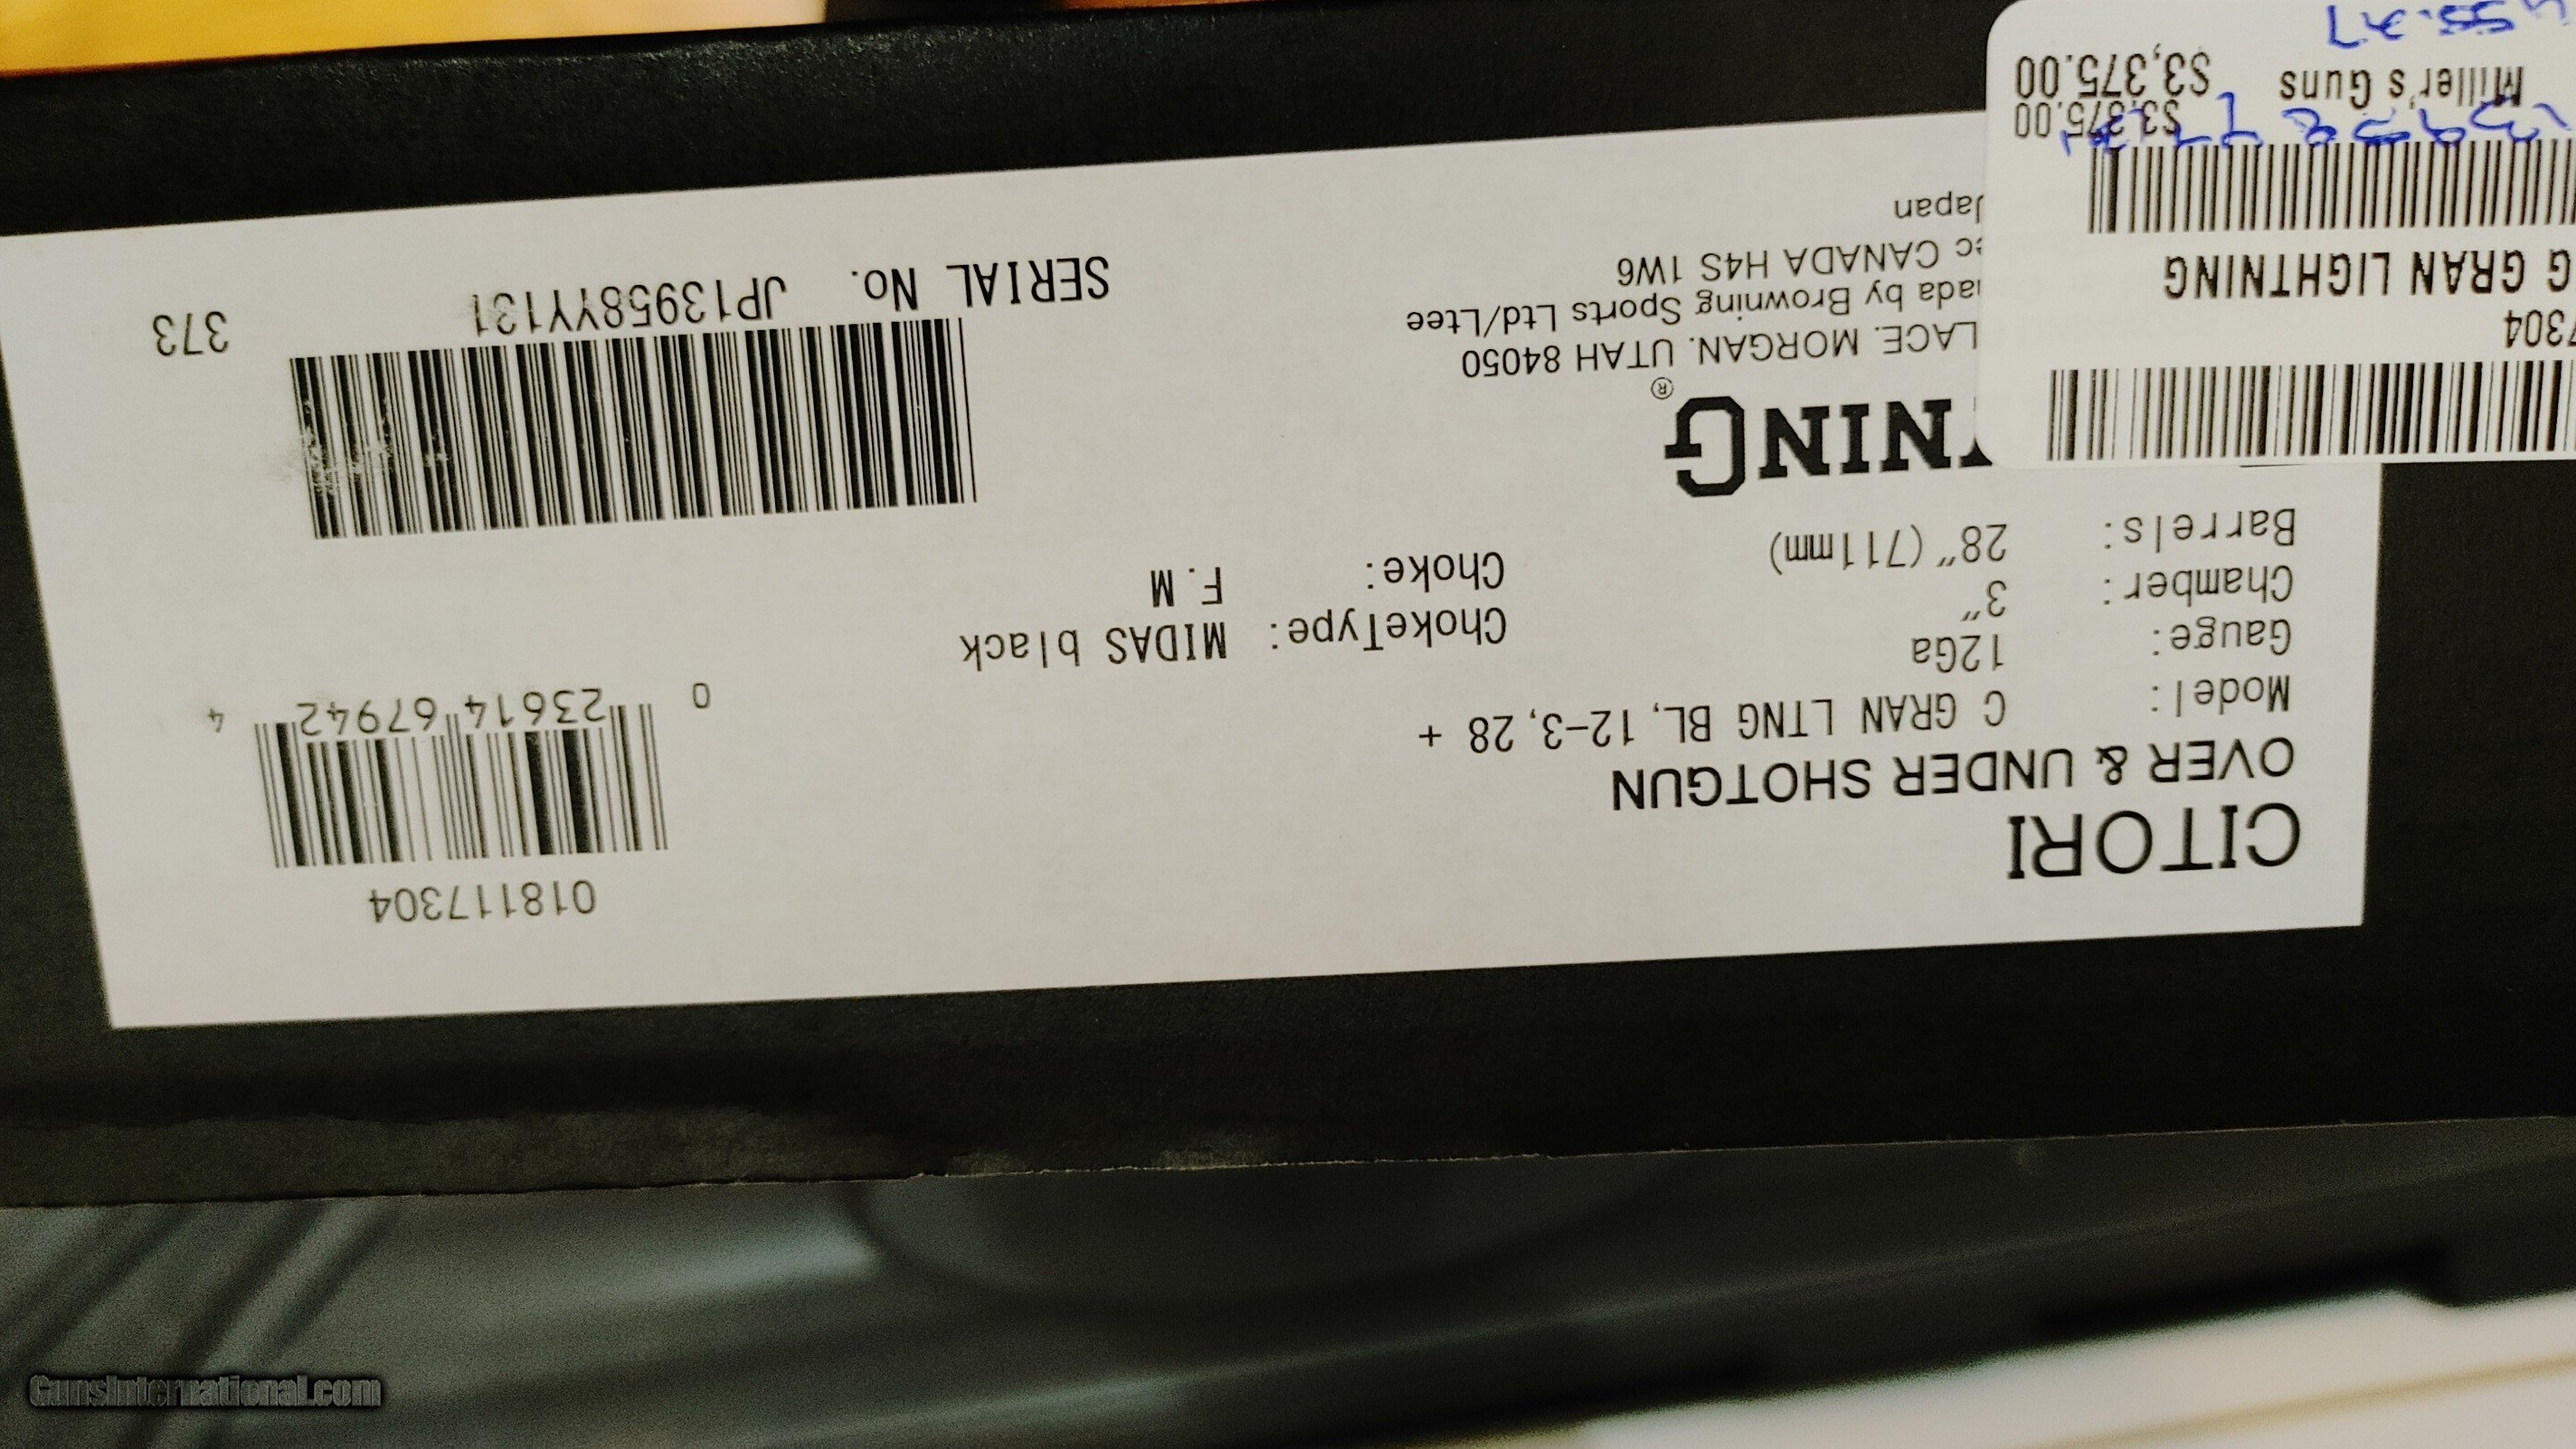 CITORI
OVER & UNDER SHOTGUN
Model: C GRAN LTNG BL, 12-3, 28 +
Gauge: 12Ga
Chamber: 3″
Barrels: 28″ (711mm)
ChokeType: MIDAS black
Choke: F.M
018117304
0 23614 67942 4
NING®
LACE. MORGAN. UTAH 84050
ada by Browning Sports Ltd/Ltee
ec CANADA H4S 1W6
Japan
SERIAL No. JP13958YY131
373
7304
G GRAN LIGHTNING
$3,375.00
Miller's Guns $3,375.00
GunsInternational.com